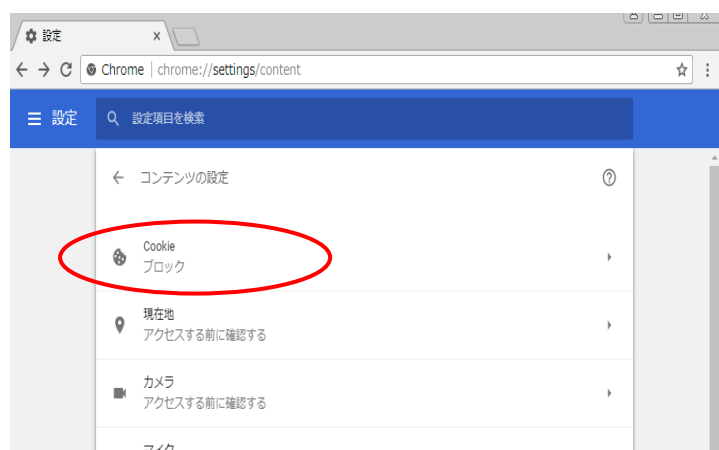 設定
Chrome | chrome://settings/content
設定
設定項目を検索
コンテンツの設定
Cookie
ブロック
現在地
アクセスする前に確認する
カメラ
アクセスする前に確認する
マイク